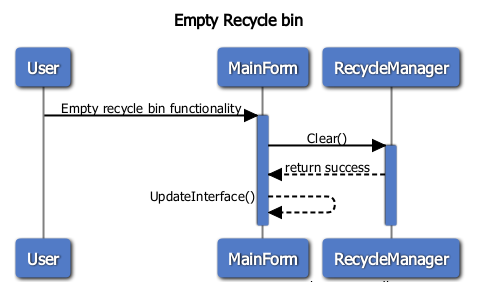 Empty Recycle bin
User
MainForm
RecycleManager
Empty recycle bin functionality
Clear()
return success
UpdateInterface()
User
MainForm
RecycleManager